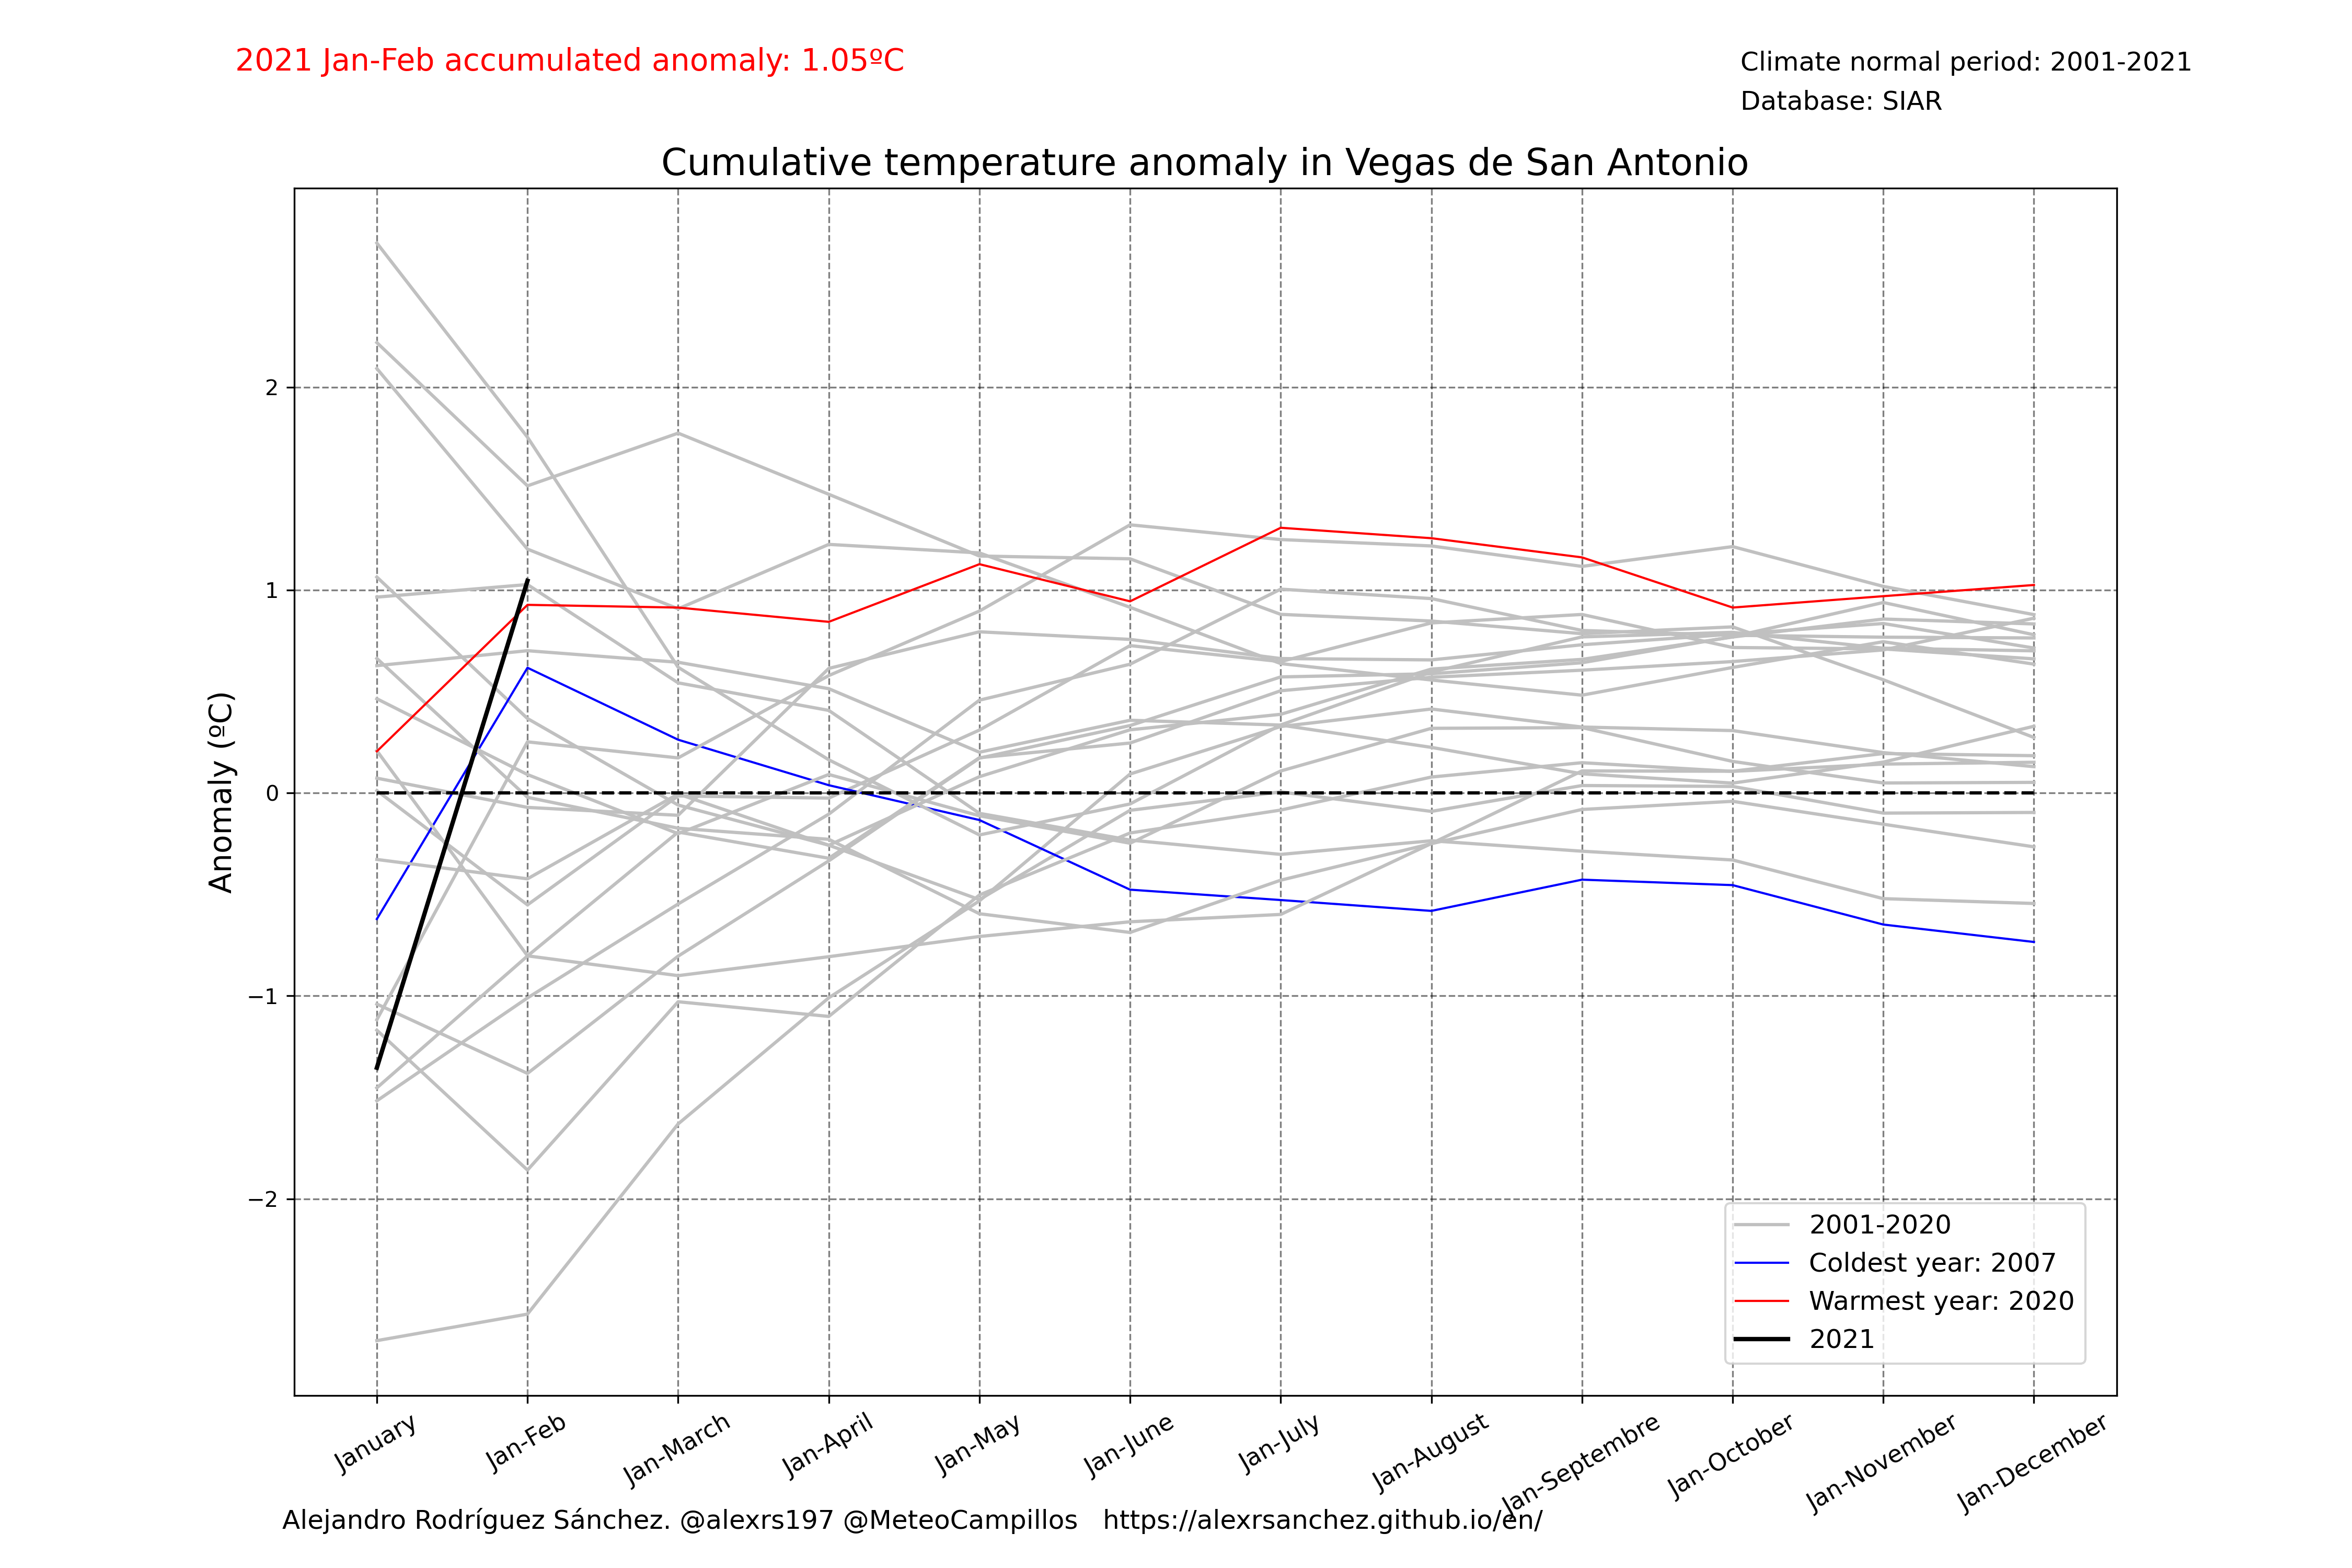 2021 Jan-Feb accumulated anomaly: 1.05ºC
Climate normal period: 2001-2021
Database: SIAR
Cumulative temperature anomaly in Vegas de San Antonio
Anomaly (ºC)
2
1
0
−1
−2
2001-2020
Coldest year: 2007
Warmest year: 2020
2021
January
Jan-Feb
Jan-March
Jan-April
Jan-May
Jan-June
Jan-July
Jan-August
Jan-Septembre
Jan-October
Jan-November
Jan-December
Alejandro Rodríguez Sánchez. @alexrs197 @MeteoCampillos https://alexrsanchez.github.io/en/